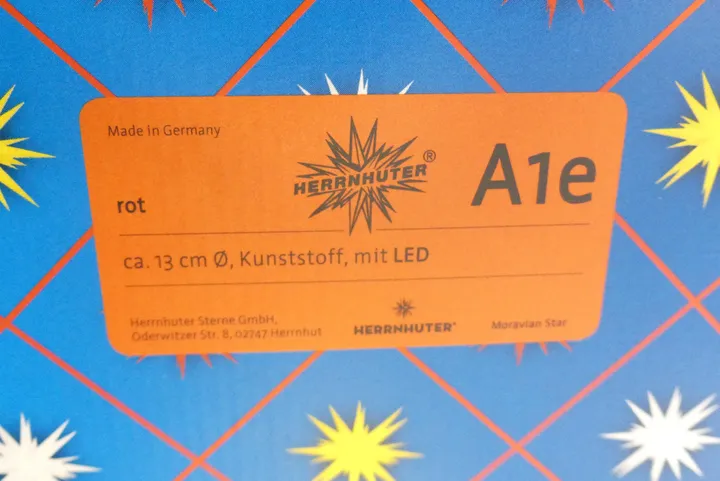 Made in Germany
HERRNHUTER®
A1e
rot
ca. 13 cm Ø, Kunststoff, mit LED
Herrnhuter Sterne GmbH,
Oderwitzer Str. 8, 02747 Herrnhut
HERRNHUTER®
Moravian Star